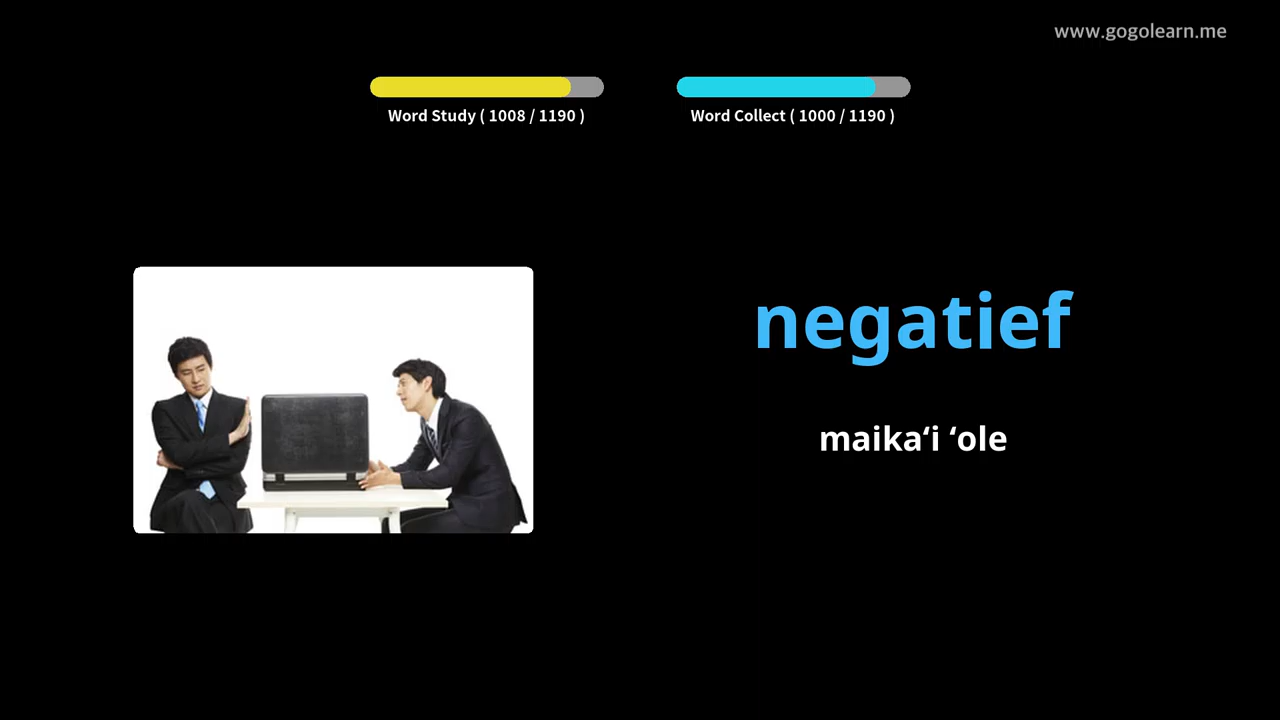 www.gogolearn.me
Word Study ( 1008 / 1190 )
Word Collect ( 1000 / 1190 )
negatief
maikaʻi ʻole